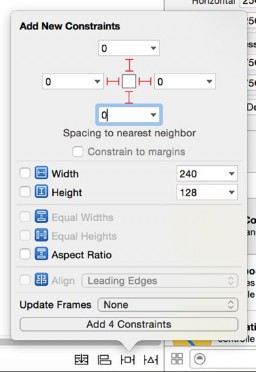 Horizontal 25
Add New Constraints
0
0
0
0
Spacing to nearest neighbor
Constrain to margins
Width 240
Height 128
Equal Widths
Equal Heights
Aspect Ratio
Align Leading Edges
Update Frames None
Add 4 Constraints